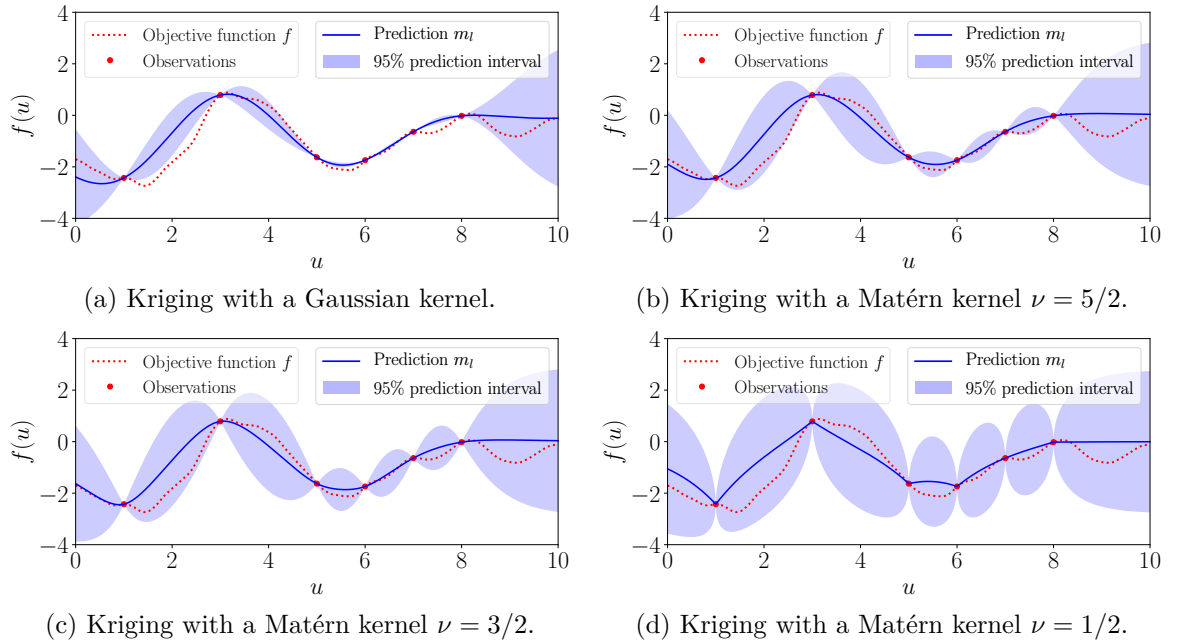 4
2
0
−2
−4
f(u)
Objective function f
Observations
Prediction m_l
95% prediction interval
0 2 4 6 8 10
u
(a) Kriging with a Gaussian kernel.
4
2
0
−2
−4
f(u)
Objective function f
Observations
Prediction m_l
95% prediction interval
0 2 4 6 8 10
u
(b) Kriging with a Matérn kernel ν = 5/2.
4
2
0
−2
−4
f(u)
Objective function f
Observations
Prediction m_l
95% prediction interval
0 2 4 6 8 10
u
(c) Kriging with a Matérn kernel ν = 3/2.
4
2
0
−2
−4
f(u)
Objective function f
Observations
Prediction m_l
95% prediction interval
0 2 4 6 8 10
u
(d) Kriging with a Matérn kernel ν = 1/2.